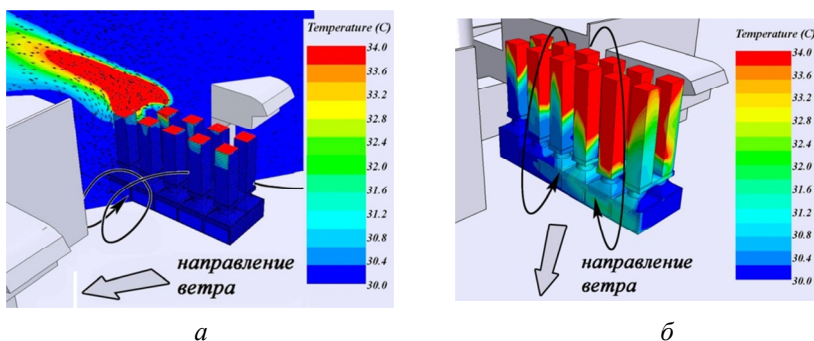 Temperature (C)
34.0
33.6
33.2
32.8
32.4
32.0
31.6
31.2
30.8
30.4
30.0
направление
ветра
а
Temperature (C)
34.0
33.6
33.2
32.8
32.4
32.0
31.6
31.2
30.8
30.4
30.0
направление
ветра
б